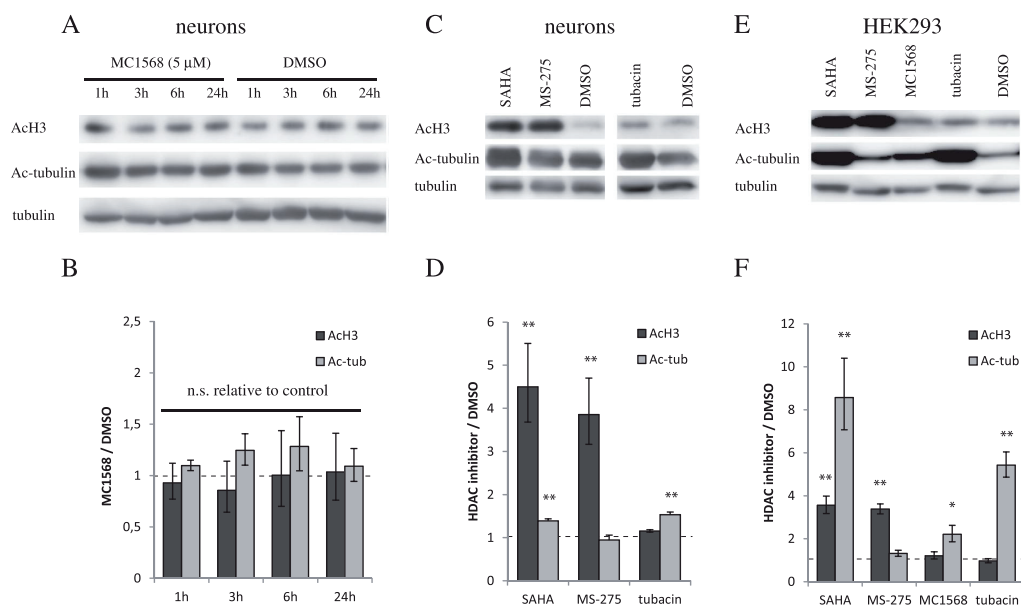 A neurons
MC1568 (5 μM) DMSO
1h 3h 6h 24h 1h 3h 6h 24h
AcH3
Ac-tubulin
tubulin
C neurons
SAHA MS-275 DMSO tubacin DMSO
AcH3
Ac-tubulin
tubulin
E HEK293
SAHA MS-275 MC1568 tubacin DMSO
AcH3
Ac-tubulin
tubulin
B
MC1568 / DMSO
2,5
2
1,5
1
0,5
0
AcH3
Ac-tub
n.s. relative to control
1h 3h 6h 24h
D
HDAC inhibitor / DMSO
6
5
4
3
2
1
0
AcH3
Ac-tub
** ** ** **
SAHA MS-275 tubacin
F
HDAC inhibitor / DMSO
12
10
8
6
4
2
0
AcH3
Ac-tub
** ** ** * **
SAHA MS-275 MC1568 tubacin